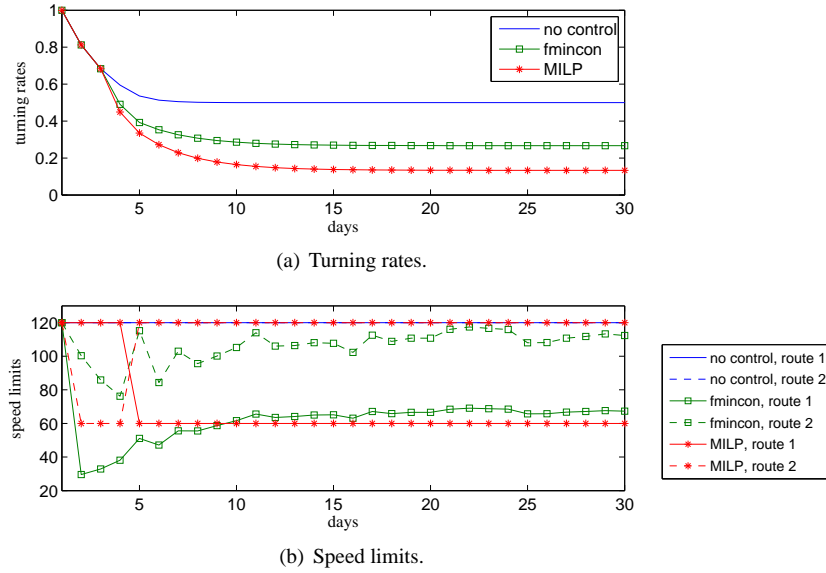 1
0.8
0.6
0.4
0.2
0
turning rates
no control
fmincon
MILP
5 10 15 20 25 30
days
(a) Turning rates.
120
100
80
60
40
20
speed limits
5 10 15 20 25 30
days
no control, route 1
no control, route 2
fmincon, route 1
fmincon, route 2
MILP, route 1
MILP, route 2
(b) Speed limits.